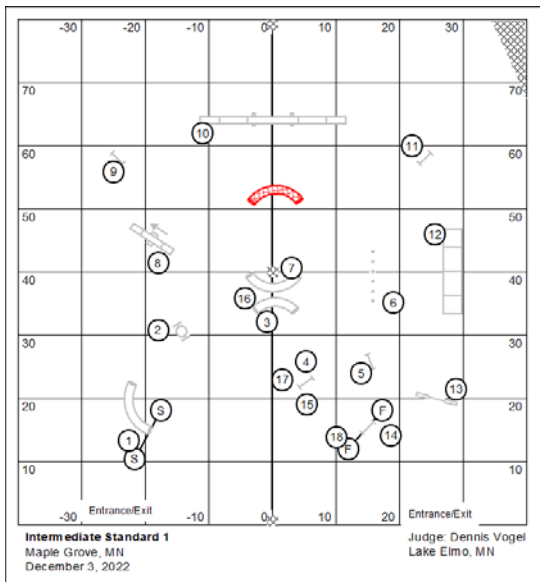 -30 -20 -10 0 10 20 30
70 70
10
60 11 60
9
50 50
12
8
40 7 40
16 6
3
2
30 30
4
5
17 13
20 S 15 F 20
1 18 14
S F
10 10
Entrance/Exit Entrance/Exit
-30 -20 -10 0 10 20 30
Intermediate Standard 1 Judge: Dennis Vogel
Maple Grove, MN Lake Elmo, MN
December 3, 2022